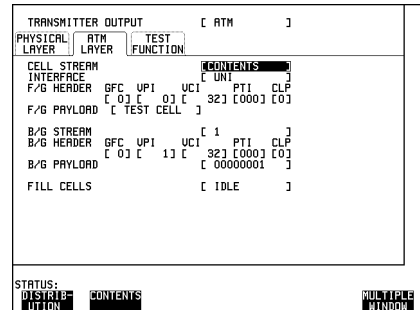 TRANSMITTER OUTPUT [ ATM ]
PHYSICAL LAYER ATM LAYER TEST FUNCTION
CELL STREAM [CONTENTS ]
INTERFACE [ UNI ]
F/G HEADER GFC VPI VCI PTI CLP
[ 0] [ 0] [ 32] [000] [0]
F/G PAYLOAD [ TEST CELL ]
B/G STREAM [ 1 ]
B/G HEADER GFC VPI VCI PTI CLP
[ 0] [ 1] [ 32] [000] [0]
B/G PAYLOAD [ 00000001 ]
FILL CELLS [ IDLE ]
STATUS:
DISTRIB-UTION CONTENTS MULTIPLE WINDOW